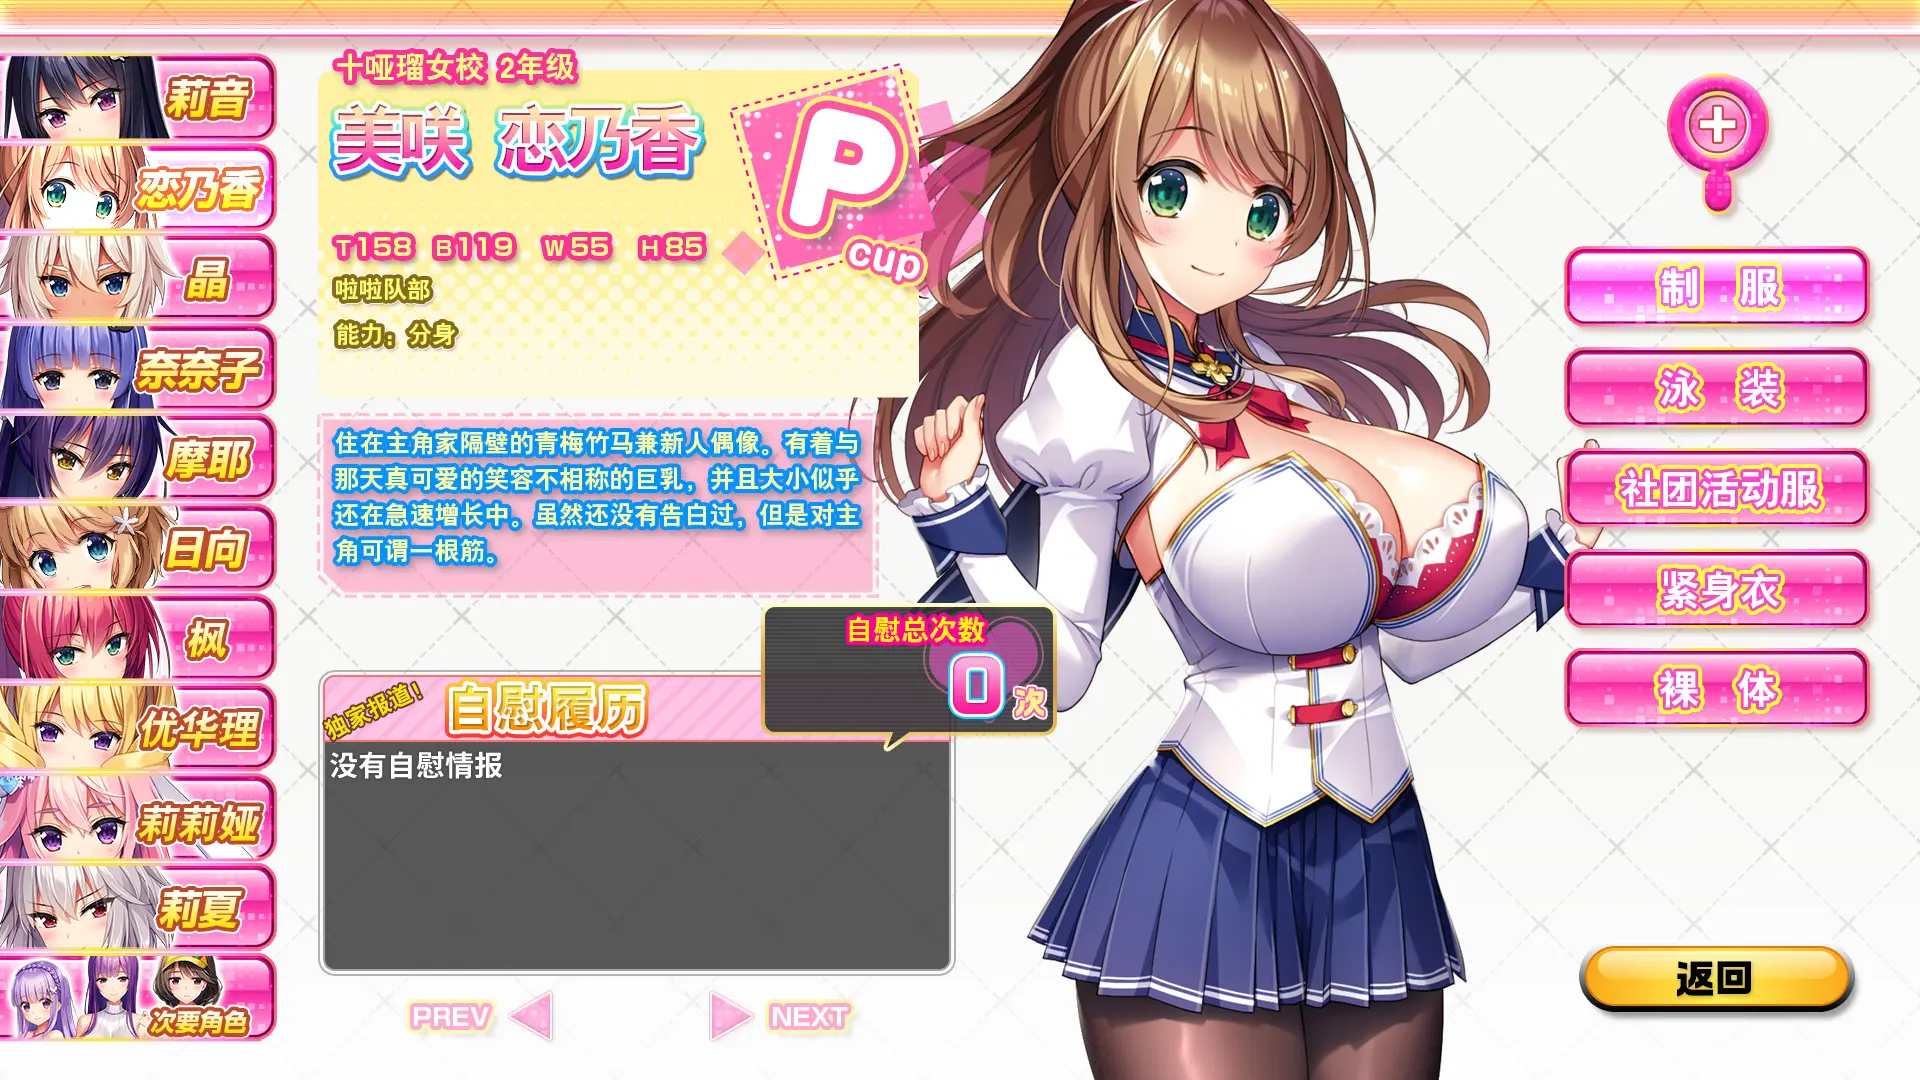 莉音
恋乃香
晶
奈奈子
摩耶
日向
枫
优华理
莉莉娅
莉夏
次要角色
十哑瑠女校 2年级
美咲 恋乃香
P
cup
T158 B119 W55 H85
啦啦队部
能力：分身
住在主角家隔壁的青梅竹马兼新人偶像。有着与
那天真可爱的笑容不相称的巨乳，并且大小似乎
还在急速增长中。虽然还没有告白过，但是对主
角可谓一根筋。
自慰总次数
0次
独家报道！
自慰履历
没有自慰情报
PREV
NEXT
制 服
泳 装
社团活动服
紧身衣
裸 体
返回